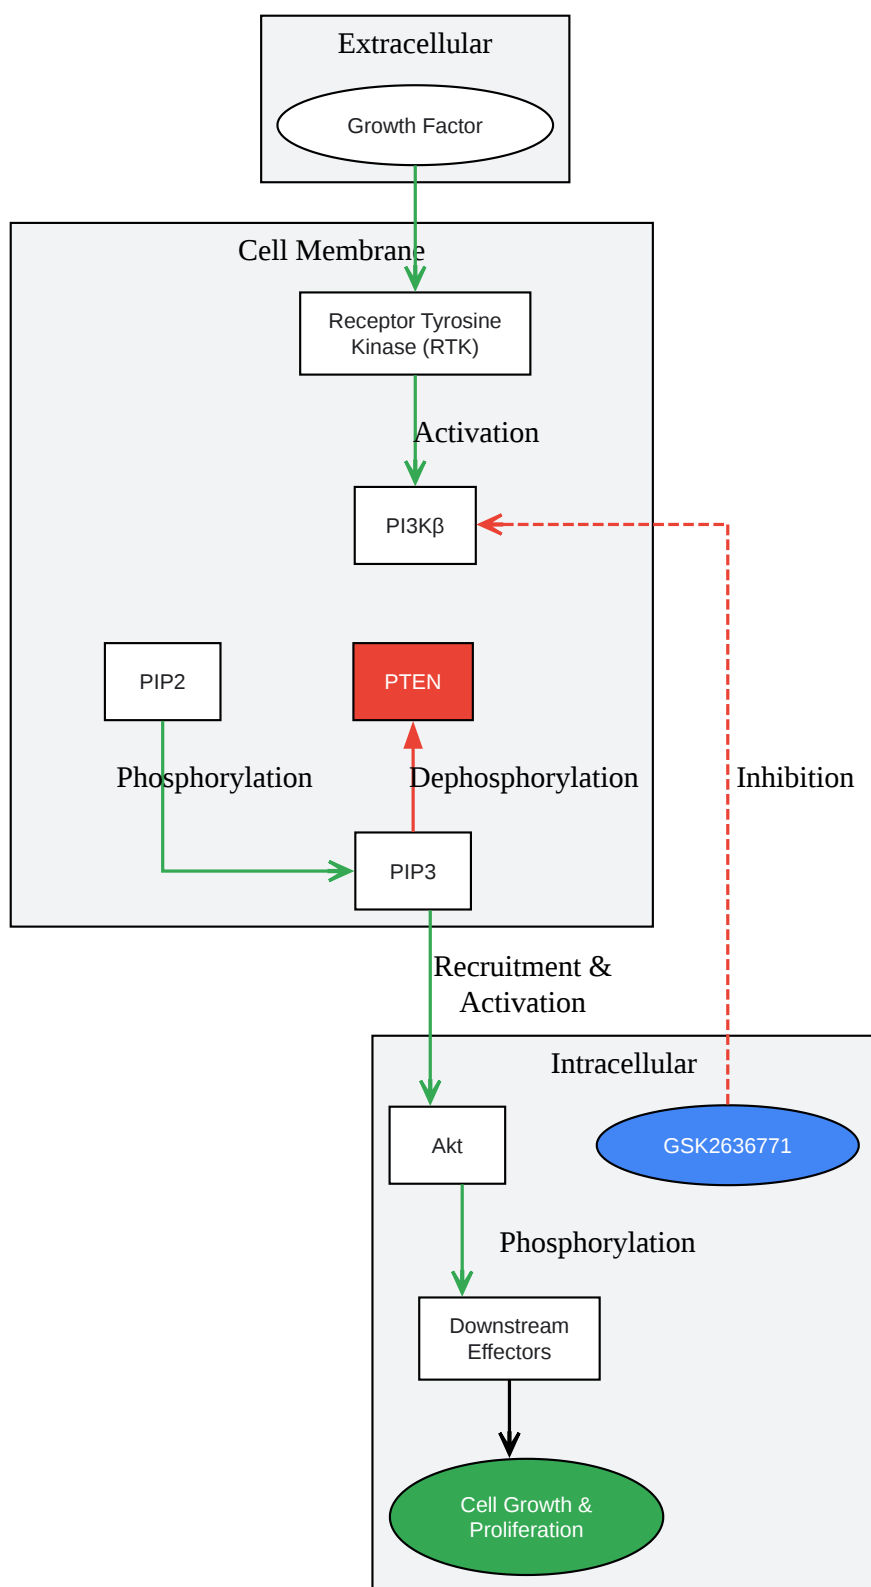 Extracellular
Growth Factor
Cell Membrane
Receptor Tyrosine
Kinase (RTK)
Activation
PI3Kβ
PIP2
PTEN
Phosphorylation
Dephosphorylation
Inhibition
PIP3
Recruitment &
Activation
Intracellular
Akt
GSK2636771
Phosphorylation
Downstream
Effectors
Cell Growth &
Proliferation